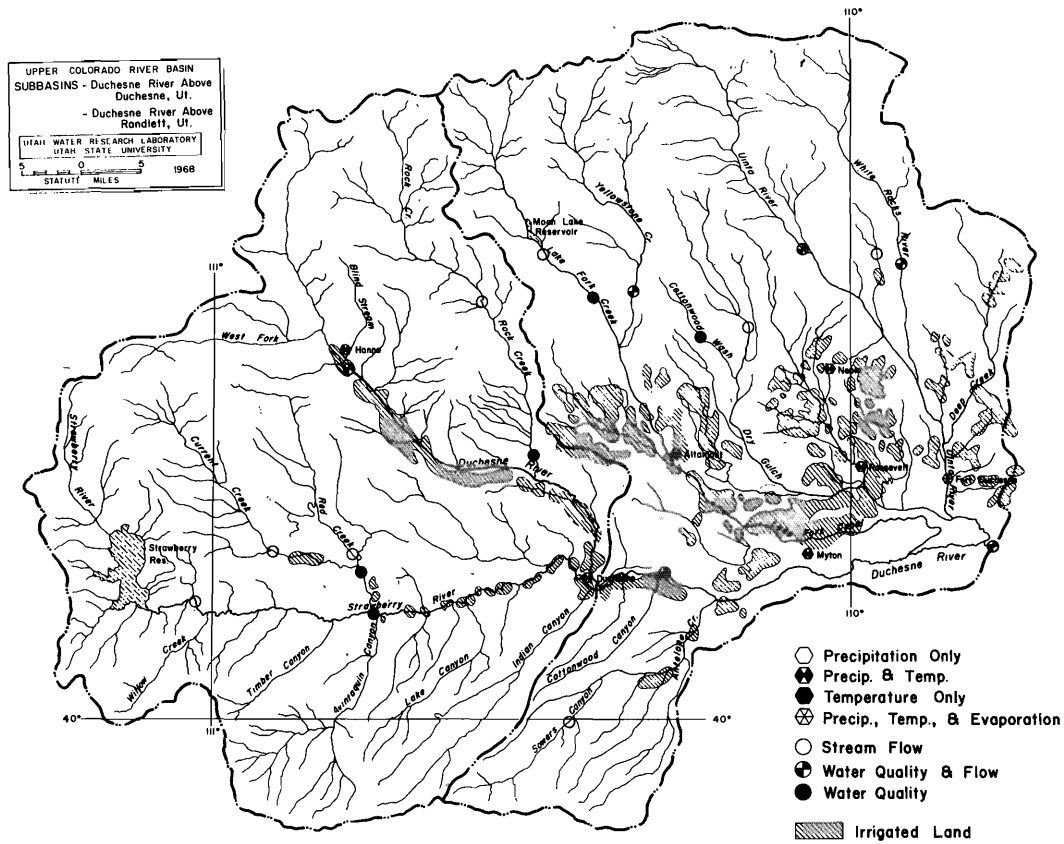 UPPER COLORADO RIVER BASIN
SUBBASINS - Duchesne River Above
Duchesne, Ut.
- Duchesne River Above
Randlett, Ut.
UTAH WATER RESEARCH LABORATORY
UTAH STATE UNIVERSITY
5 0 5 1968
STATUTE MILES
110°
111°
Rock Cr.
Uinta River
White Rocks River
Yellowstone Cr.
Moon Lake
Reservoir
Lake Fork Creek
Blind Stream
Rock Creek
Cottonwood Wash
West Fork
Hanna
Neola
Strawberry River
Current Creek
Red Creek
Duchesne River
Altamont
Dry Gulch
Roosevelt
Deep Creek
Uinta River
Fort Duchesne
Strawberry
Res.
Lake Fork River
Myton
Duchesne River
Duchesne
Strawberry River
Willow Creek
Timber Canyon
Avintaquin Canyon
Lake Canyon
Indian Canyon
Cottonwood Canyon
Antelope Cr.
Sowers Canyon
110°
40°
111°
40°
Precipitation Only
Precip. & Temp.
Temperature Only
Precip., Temp., & Evaporation
Stream Flow
Water Quality & Flow
Water Quality
Irrigated Land